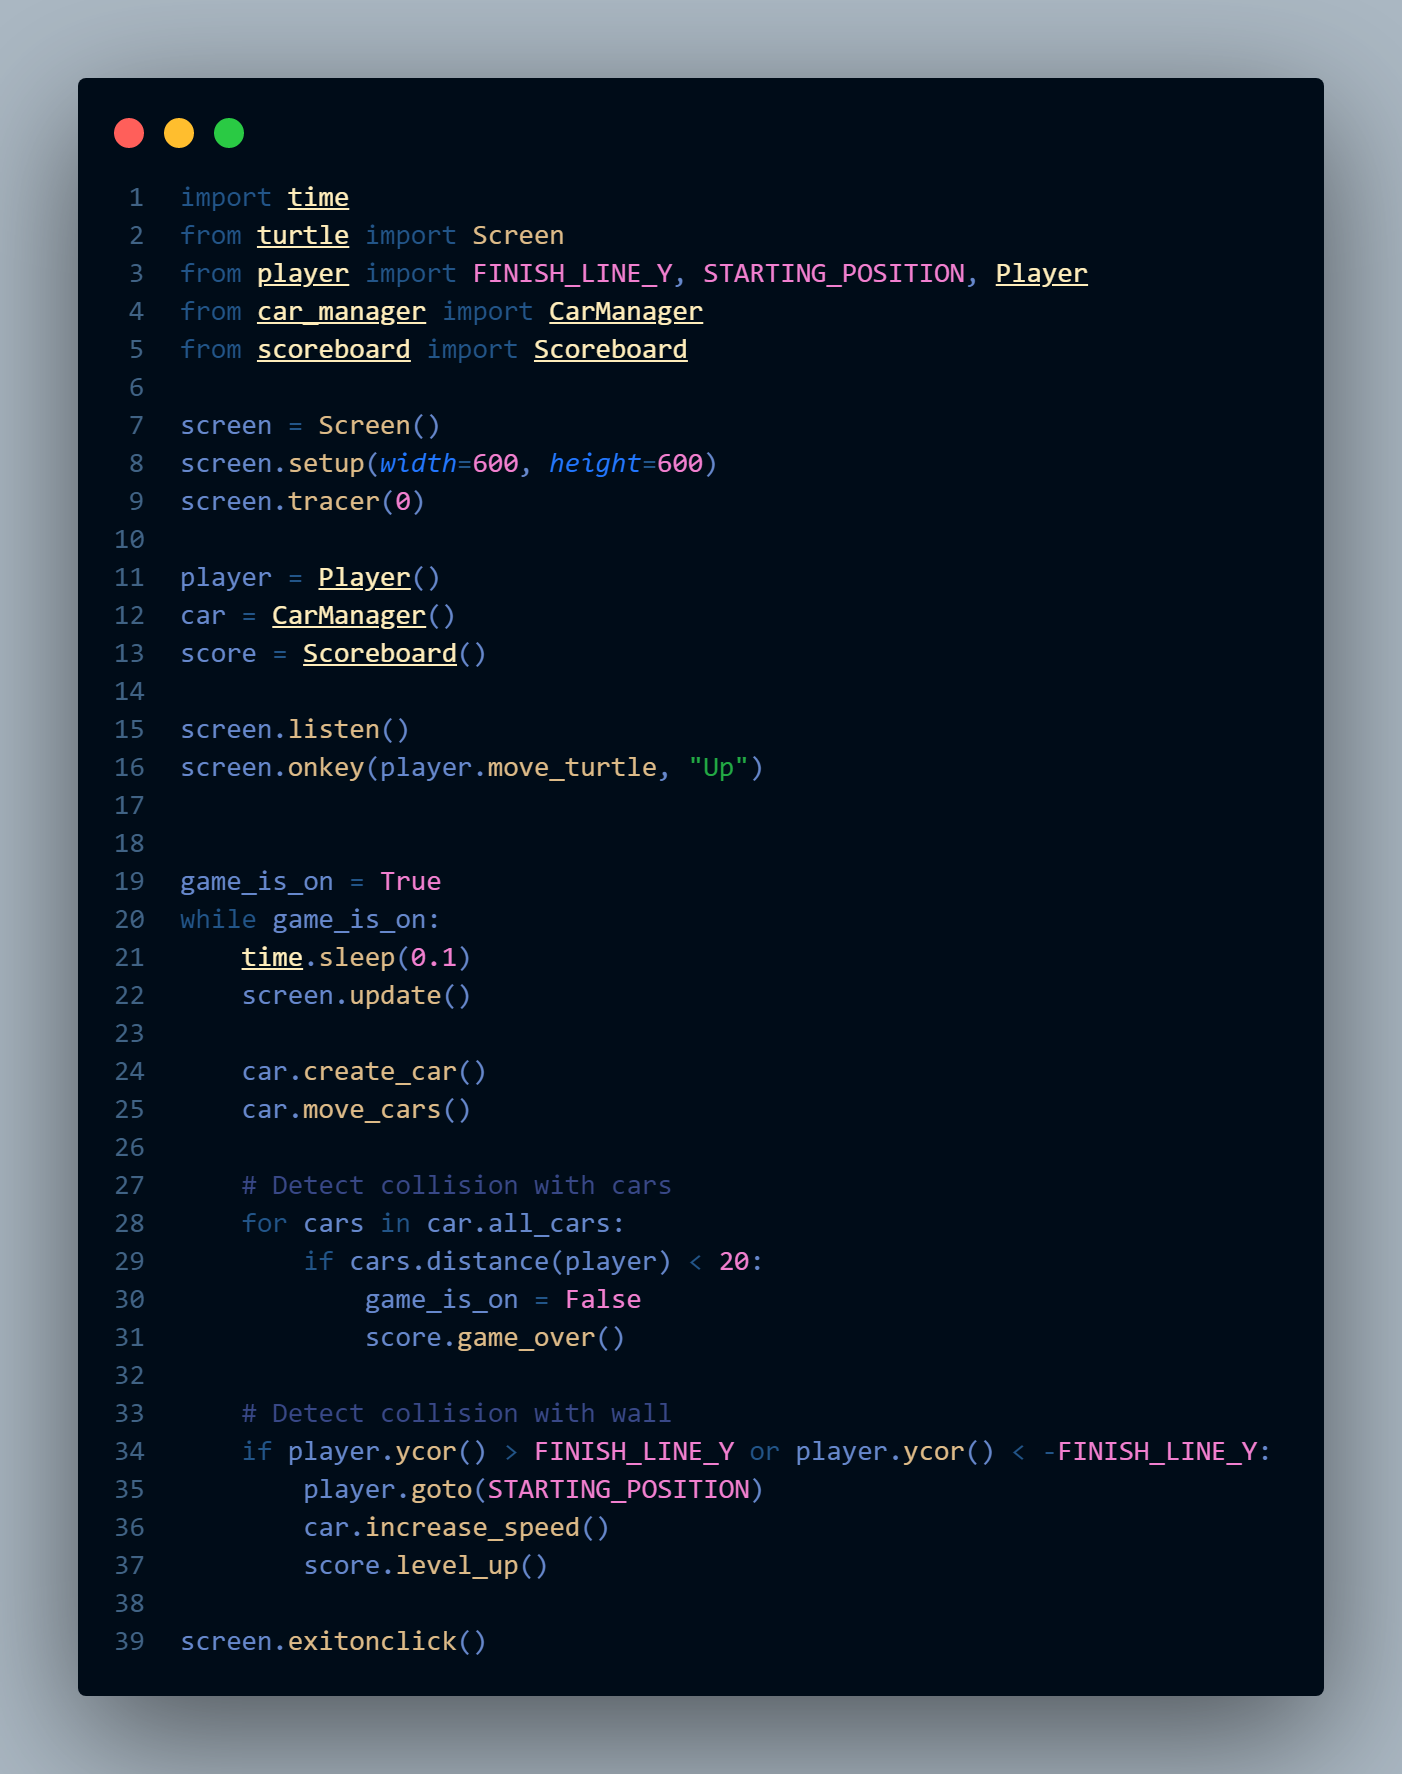 1 import time
2 from turtle import Screen
3 from player import FINISH_LINE_Y, STARTING_POSITION, Player
4 from car_manager import CarManager
5 from scoreboard import Scoreboard
6
7 screen = Screen()
8 screen.setup(width=600, height=600)
9 screen.tracer(0)
10
11 player = Player()
12 car = CarManager()
13 score = Scoreboard()
14
15 screen.listen()
16 screen.onkey(player.move_turtle, "Up")
17
18
19 game_is_on = True
20 while game_is_on:
21     time.sleep(0.1)
22     screen.update()
23
24     car.create_car()
25     car.move_cars()
26
27     # Detect collision with cars
28     for cars in car.all_cars:
29         if cars.distance(player) < 20:
30             game_is_on = False
31             score.game_over()
32
33     # Detect collision with wall
34     if player.ycor() > FINISH_LINE_Y or player.ycor() < -FINISH_LINE_Y:
35         player.goto(STARTING_POSITION)
36         car.increase_speed()
37         score.level_up()
38
39 screen.exitonclick()